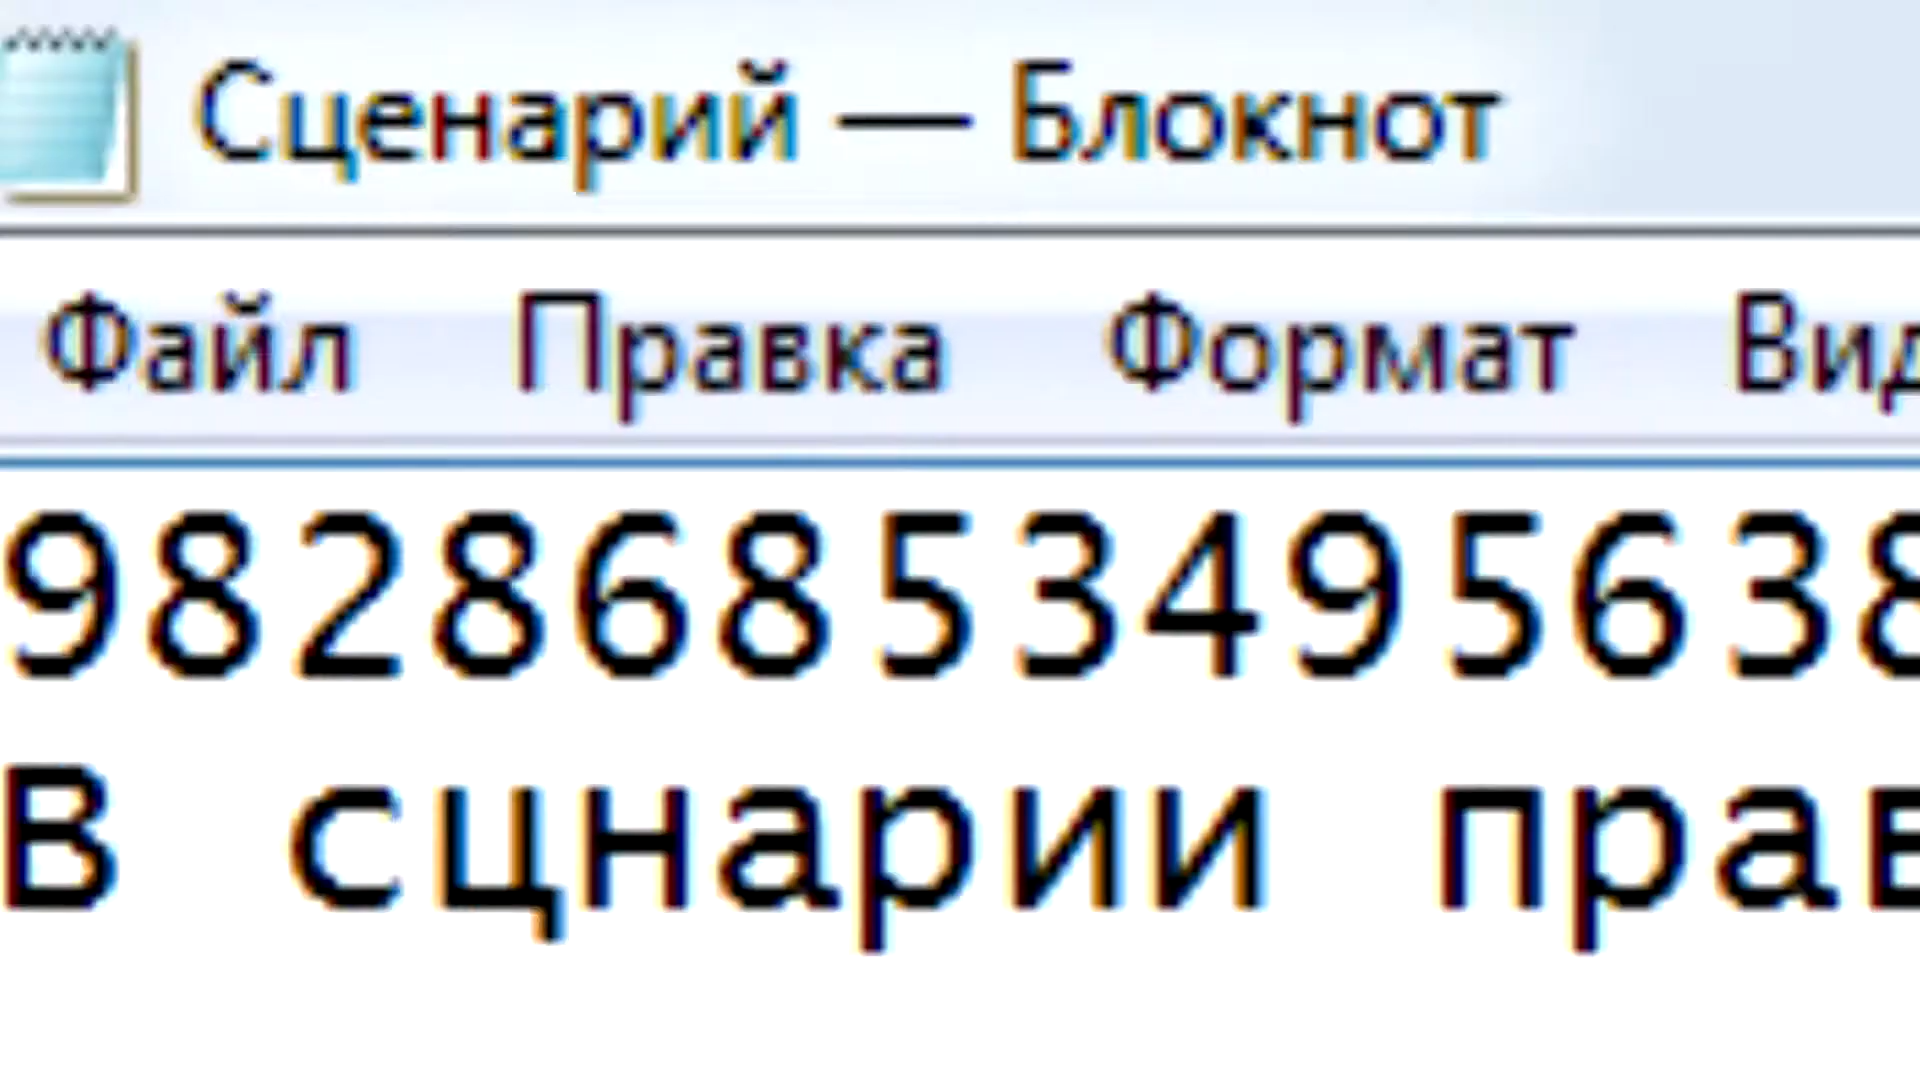 Сценарий — Блокнот
Файл Правка Формат Вид
98286853495638
В сцнарии прав